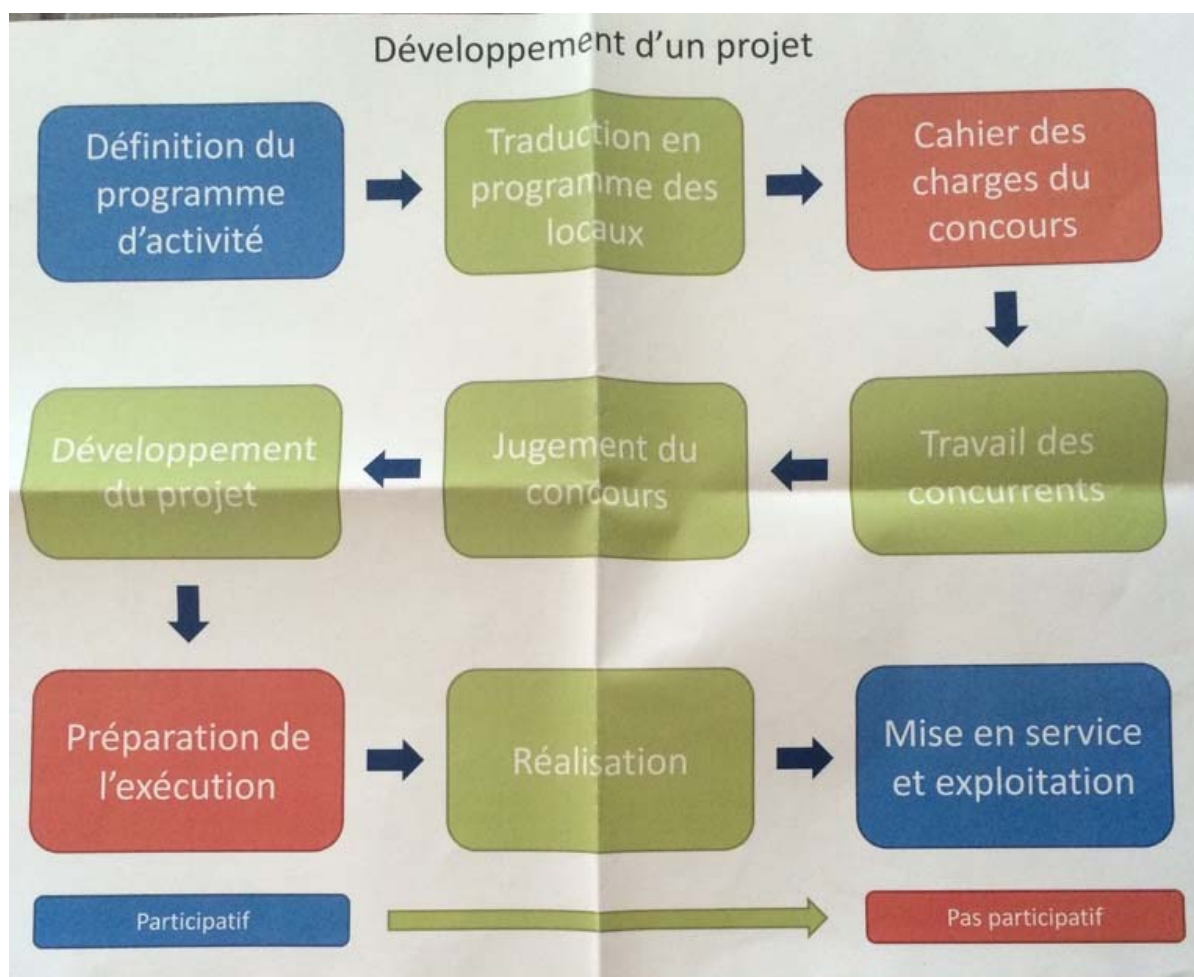 Développement d'un projet
Définition du
programme
d'activité
Traduction en
programme des
locaux
Cahier des
charges du
concours
Travail des
concurrents
Jugement du
concours
Développement
du projet
Préparation de
l'exécution
Réalisation
Mise en service
et exploitation
Participatif
Pas participatif